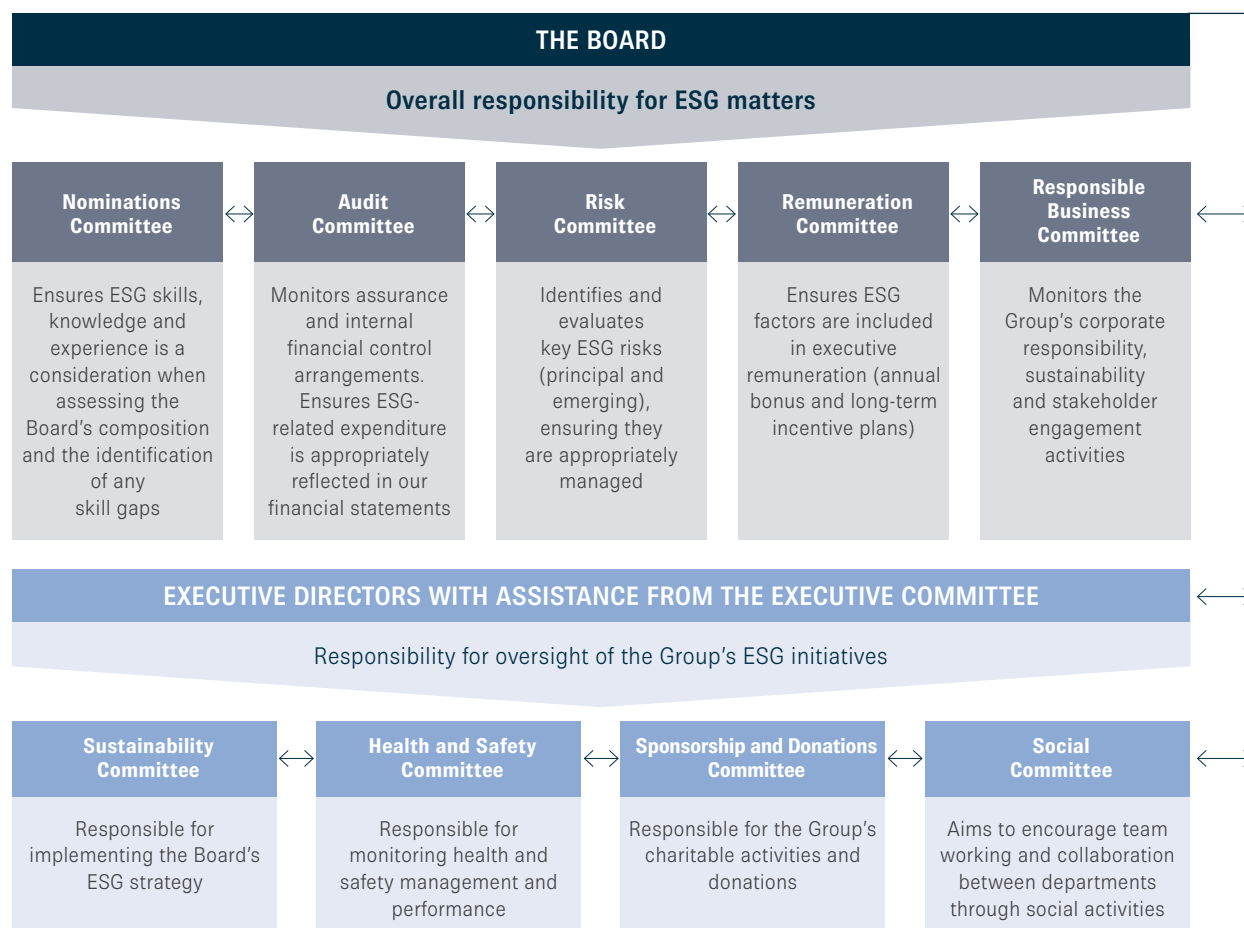 THE BOARD
Overall responsibility for ESG matters
Nominations
Committee
Ensures ESG skills,
knowledge and
experience is a
consideration when
assessing the
Board's composition
and the identification
of any
skill gaps
Audit
Committee
Monitors assurance
and internal
financial control
arrangements.
Ensures ESG-
related expenditure
is appropriately
reflected in our
financial statements
Risk
Committee
Identifies and
evaluates
key ESG risks
(principal and
emerging),
ensuring they
are appropriately
managed
Remuneration
Committee
Ensures ESG
factors are included
in executive
remuneration (annual
bonus and long-term
incentive plans)
Responsible
Business
Committee
Monitors the
Group's corporate
responsibility,
sustainability
and stakeholder
engagement
activities
EXECUTIVE DIRECTORS WITH ASSISTANCE FROM THE EXECUTIVE COMMITTEE
Responsibility for oversight of the Group's ESG initiatives
Sustainability
Committee
Responsible for
implementing the Board's
ESG strategy
Health and Safety
Committee
Responsible for
monitoring health and
safety management and
performance
Sponsorship and Donations
Committee
Responsible for the Group's
charitable activities and
donations
Social
Committee
Aims to encourage team
working and collaboration
between departments
through social activities